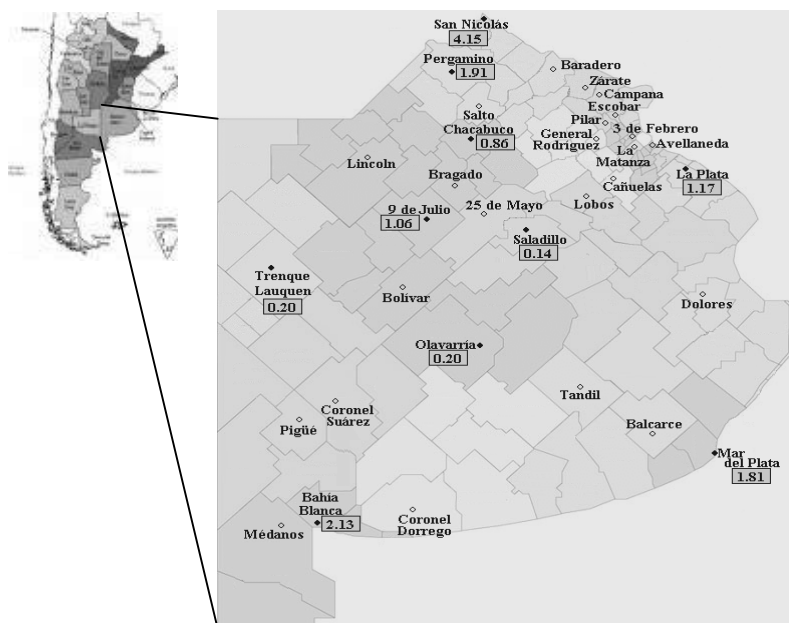 San Nicolás
4.15
Pergamino
1.91
Baradero
Zárate
Campana
Escobar
Salto
Pilar
3 de Febrero
Chacabuco
0.86
General
Rodríguez
La
Matanza
Avellaneda
Lincoln
Bragado
Cañuelas
La Plata
1.17
9 de Julio
1.06
25 de Mayo
Lobos
Saladillo
0.14
Trenque
Lauquen
0.20
Bolívar
Dolores
Olavarría
0.20
Tandil
Coronel
Suárez
Pigüé
Balcarce
Mar
del Plata
1.81
Bahía
Blanca
2.13
Médanos
Coronel
Dorrego